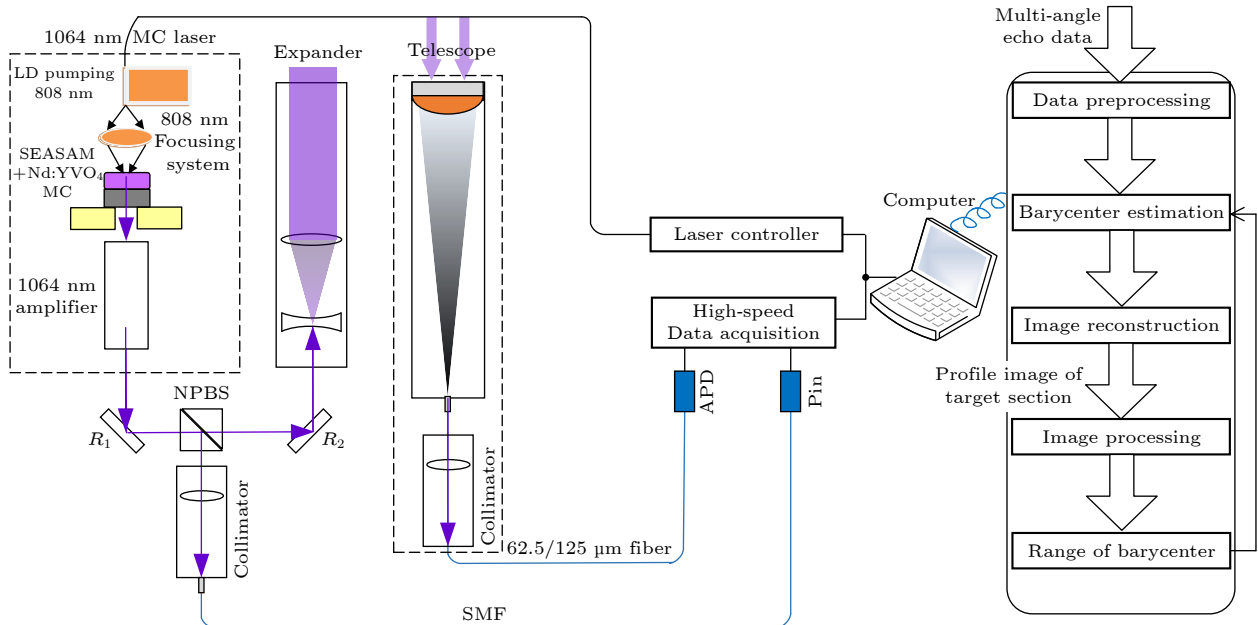 1064 nm MC laser
LD pumping
808 nm
808 nm
Focusing
system
SEASAM
+Nd:YVO4
MC
1064 nm
amplifier
Expander
Telescope
NPBS
R1
R2
Collimator
Collimator
62.5/125 µm fiber
SMF
Laser controller
High-speed
Data acquisition
APD
Pin
Computer
Multi-angle
echo data
Data preprocessing
Barycenter estimation
Image reconstruction
Profile image of
target section
Image processing
Range of barycenter